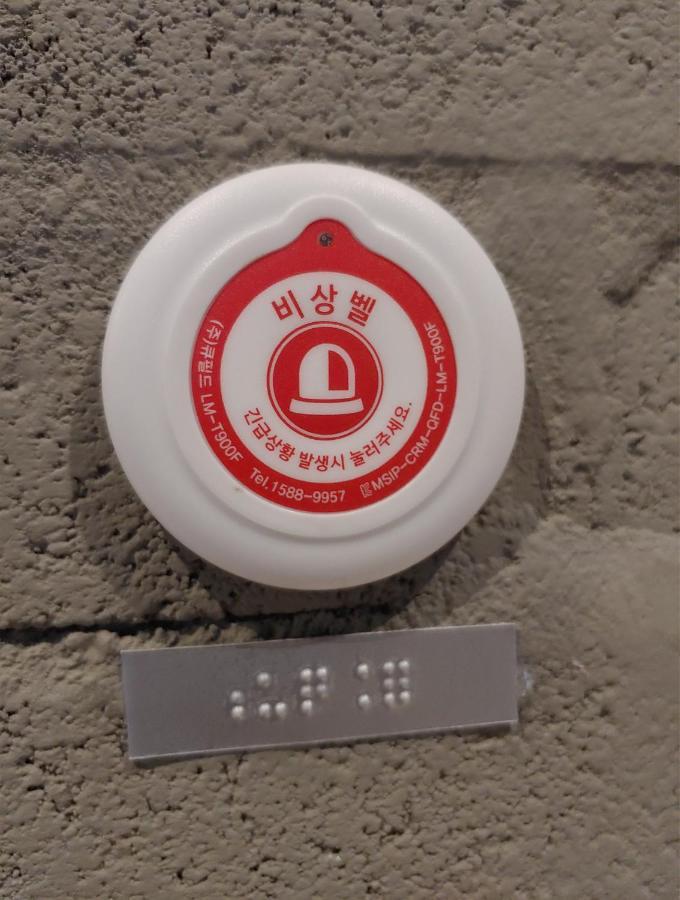 비상벨
긴급상황 발생시 눌러주세요.
(주)큐필드 LM-T900F
Tel.1588-9957
MSIP-CRM-QFD-LM-T900F